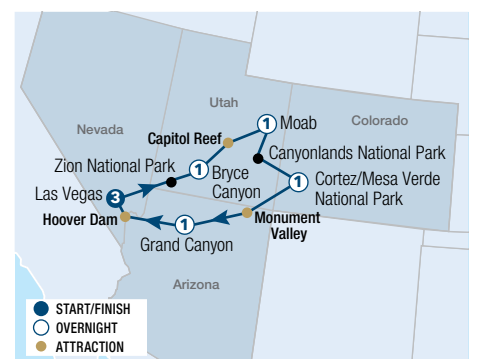 Utah
Colorado
Nevada
Capitol Reef
1
Moab
Canyonlands National Park
Zion National Park
1
Bryce
Canyon
1
Cortez/Mesa Verde
National Park
Las Vegas
3
Hoover Dam
1
Grand Canyon
Monument
Valley
Arizona
START/FINISH
OVERNIGHT
ATTRACTION